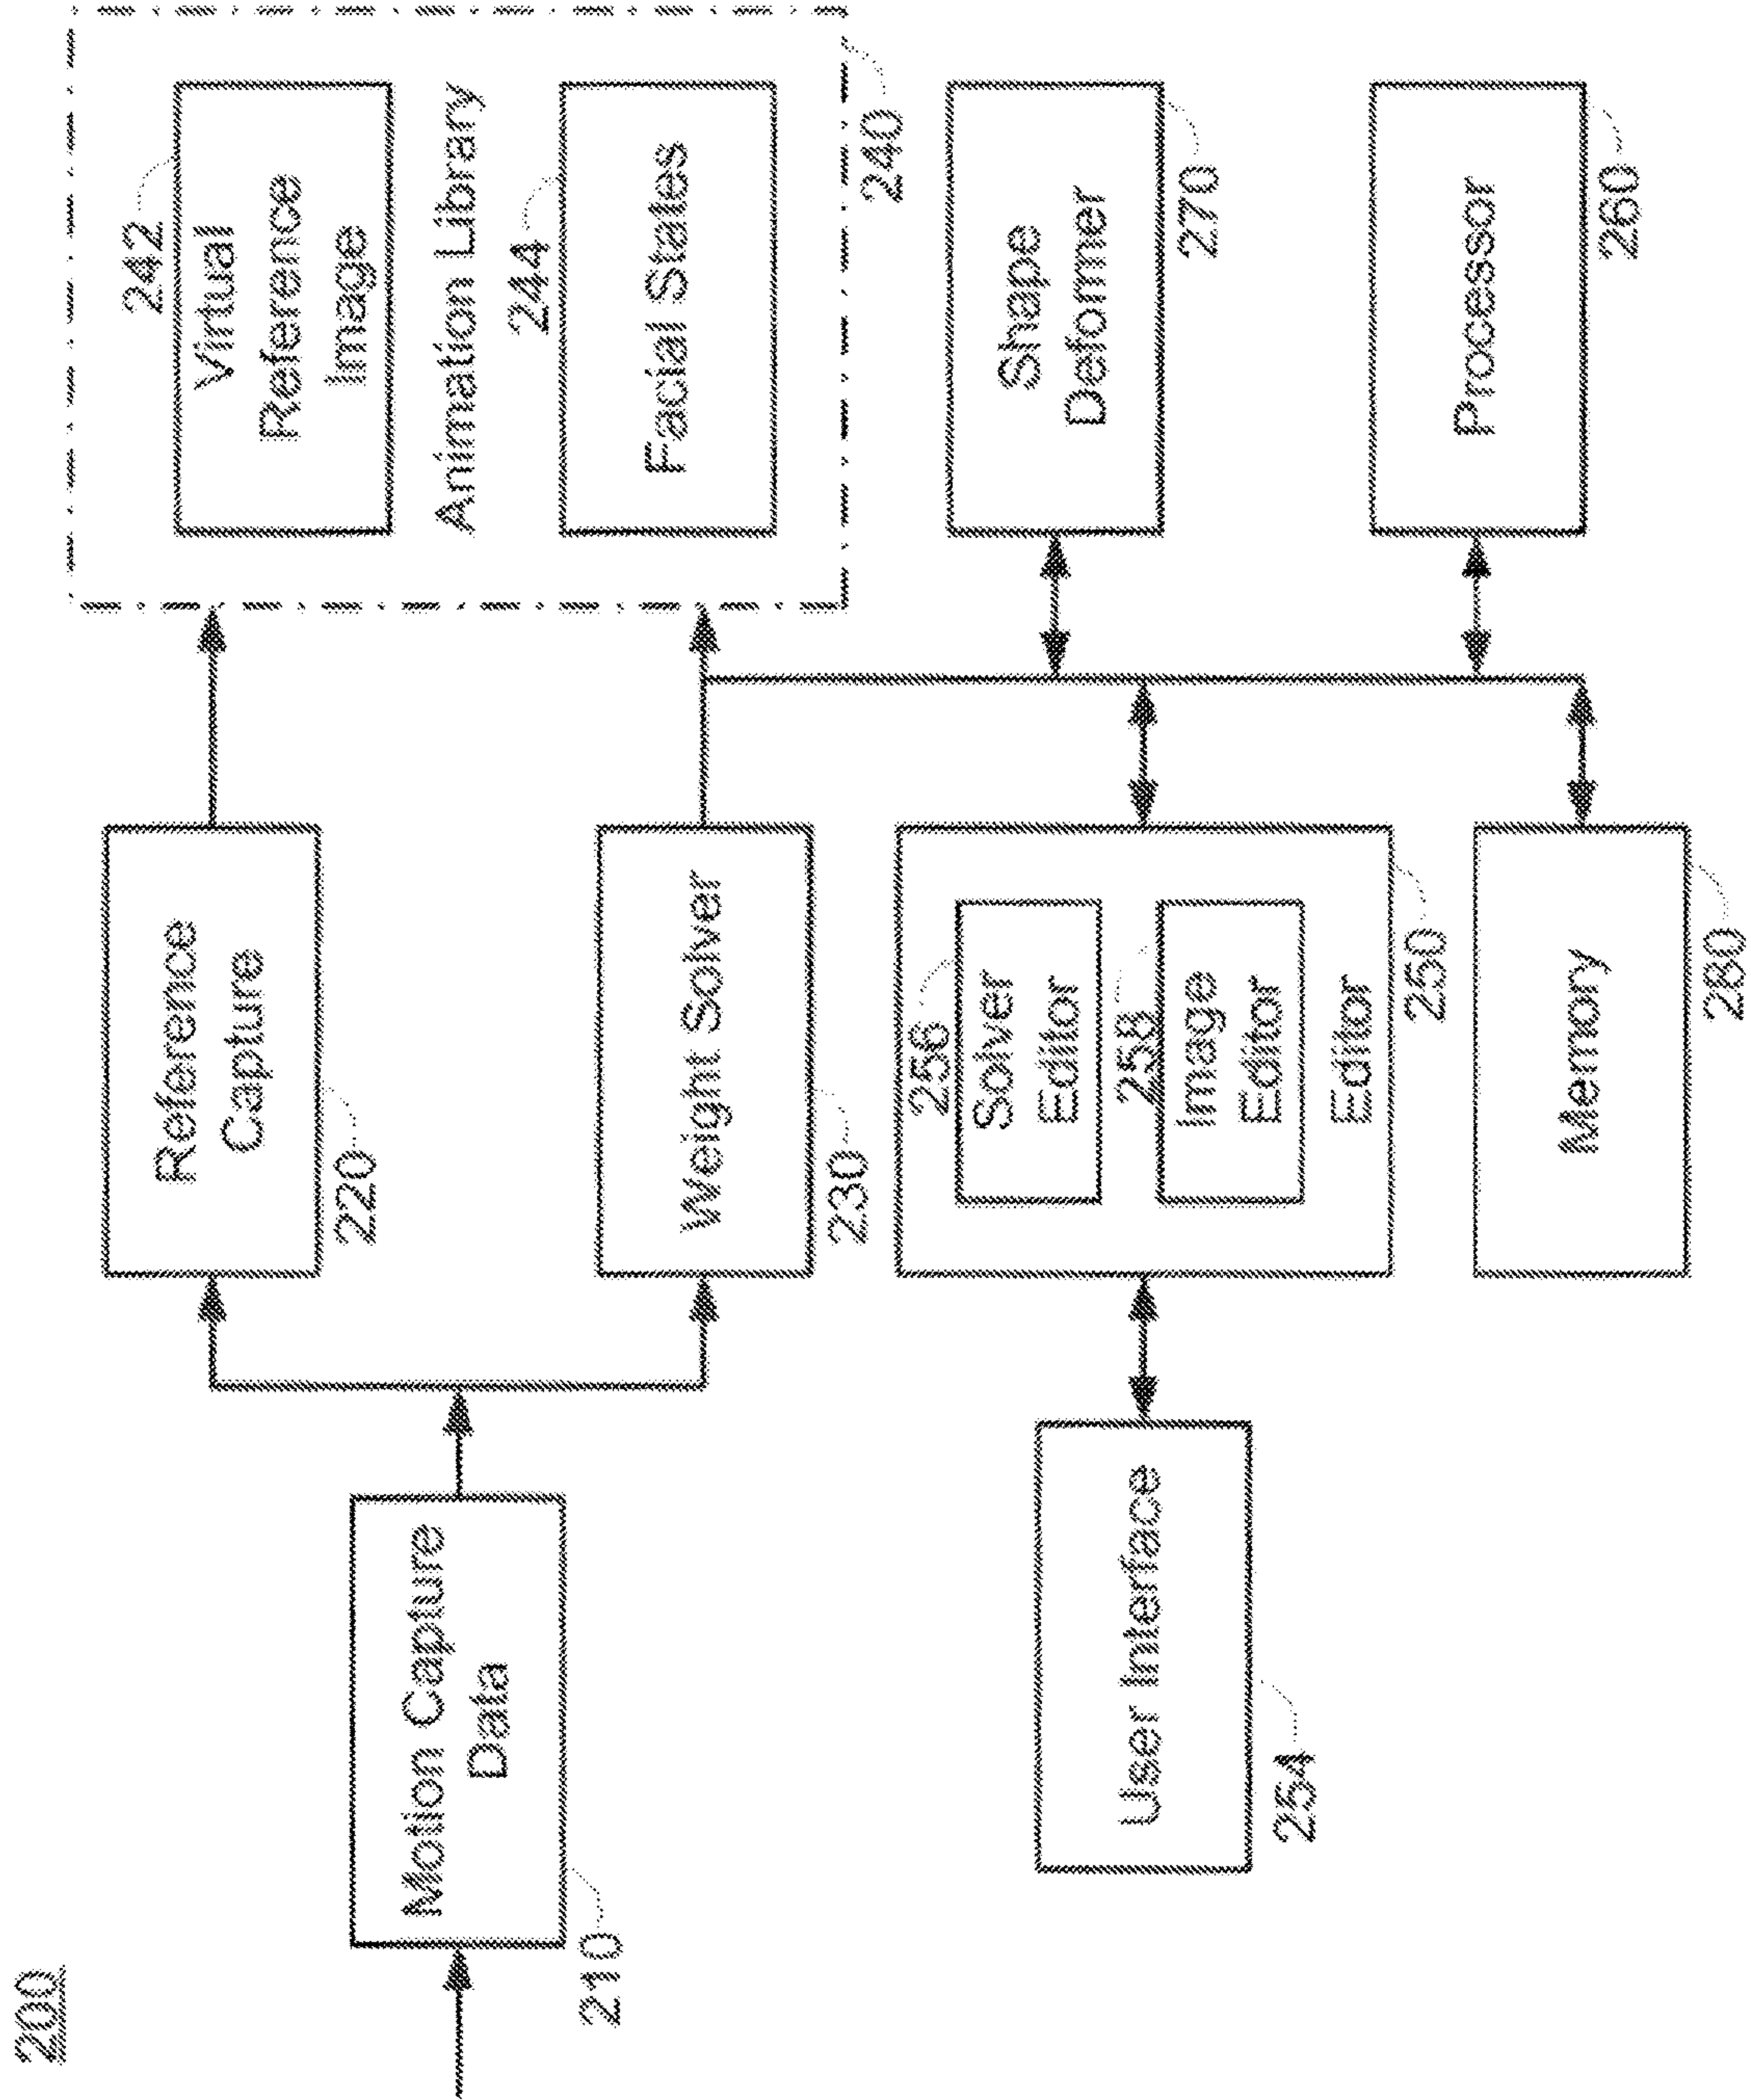 200
Motion Capture
Data
210
Reference
Capture
220
Weight Solver
230
242
Virtual
Reference
Image
Animation Library
244
Facial States
240
User Interface
254
256
Solver
Editor
258
Image
Editor
Editor
250
Shape
Deformer
270
Memory
280
Processor
260